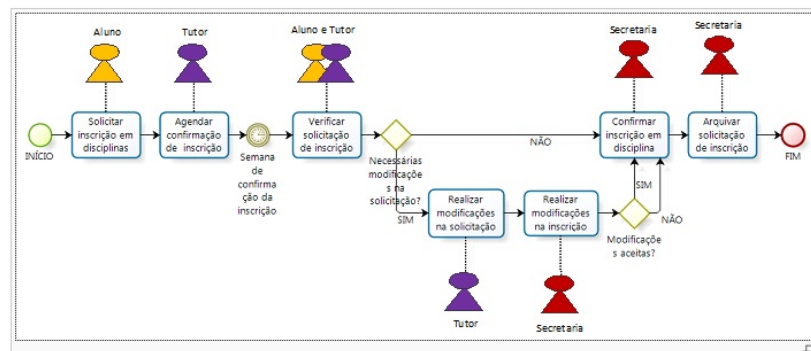 Aluno
Tutor
Aluno e Tutor
Secretaria
Secretaria
INÍCIO
Solicitar
inscrição em
disciplinas
Agendar
confirmação
de inscrição
Semana
de
confirma
ção da
inscrição
Verificar
solicitação
de inscrição
Necessárias
modificaçõe
s na
solicitação?
NÃO
SIM
Realizar
modificações
na solicitação
Tutor
Realizar
modificações
na inscrição
Secretaria
Modificaçõe
s aceitas?
SIM
NÃO
Confirmar
inscrição em
disciplina
Arquivar
solicitação
de inscrição
FIM